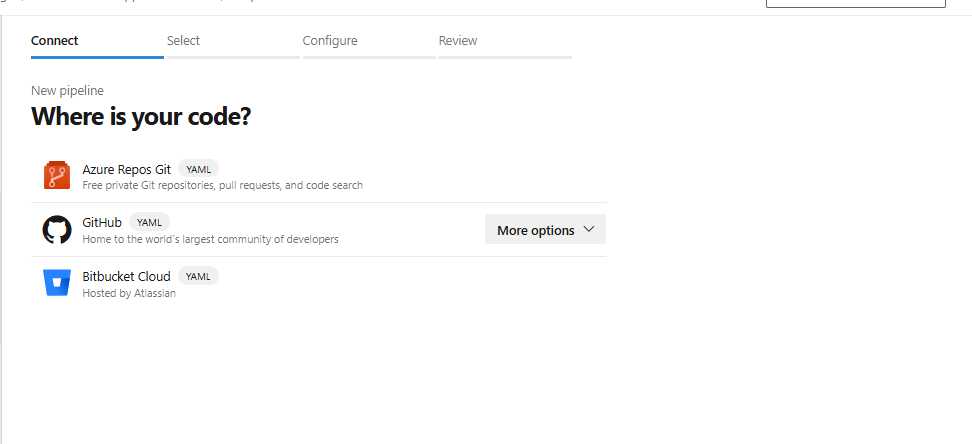 Connect Select Configure Review
New pipeline
Where is your code?
Azure Repos Git YAML
Free private Git repositories, pull requests, and code search
GitHub YAML
Home to the world's largest community of developers
More options
Bitbucket Cloud YAML
Hosted by Atlassian